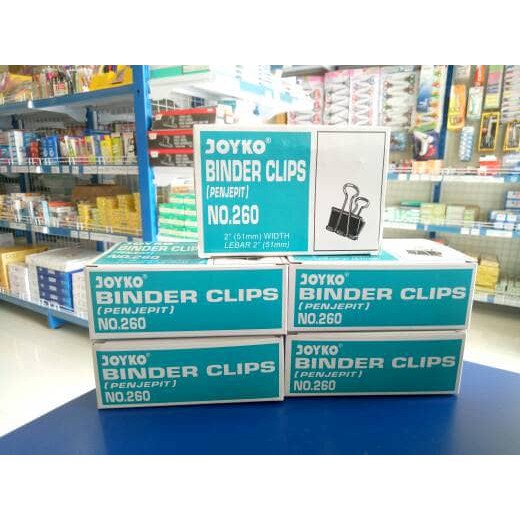 JOYKO®
BINDER CLIPS
(PENJEPIT)
NO.260
2" (51mm) WIDTH
LEBAR 2" (51mm)
JOYKO®
BINDER CLIPS
(PENJEPIT)
NO.260
JOYKO®
BINDER CLIPS
(PENJEPIT)
NO.260
JOYKO®
BINDER CLIPS
(PENJEPIT)
NO.260
JOYKO®
BINDER CLIPS
(PENJEPIT)
NO.260